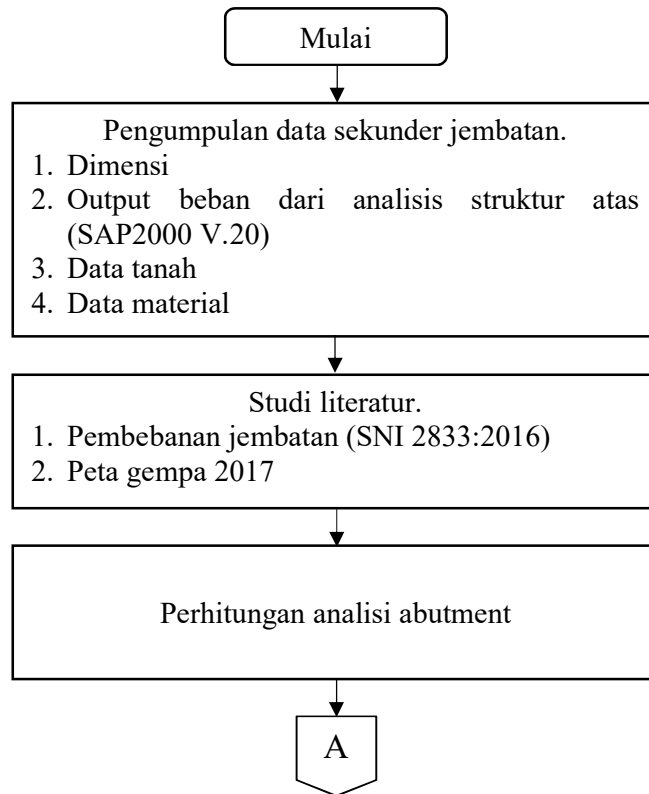 Mulai
Pengumpulan data sekunder jembatan.
1. Dimensi
2. Output beban dari analisis struktur atas
(SAP2000 V.20)
3. Data tanah
4. Data material
Studi literatur.
1. Pembebanan jembatan (SNI 2833:2016)
2. Peta gempa 2017
Perhitungan analisi abutment
A